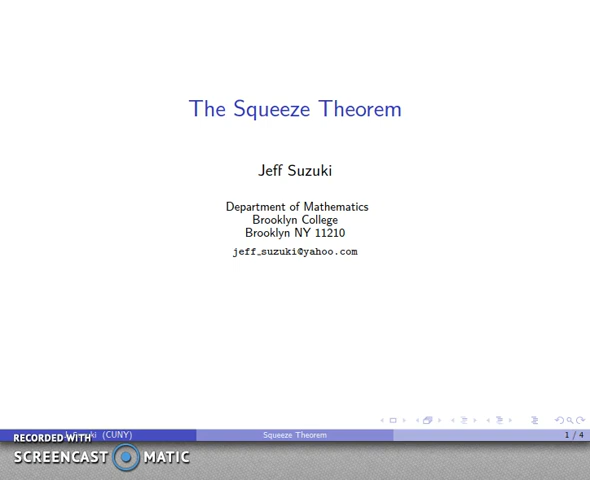 The Squeeze Theorem
Jeff Suzuki
Department of Mathematics
Brooklyn College
Brooklyn NY 11210
jeff_suzuki@yahoo.com
(CUNY)
Squeeze Theorem
1 / 4
RECORDED WITH
SCREENCAST MATIC